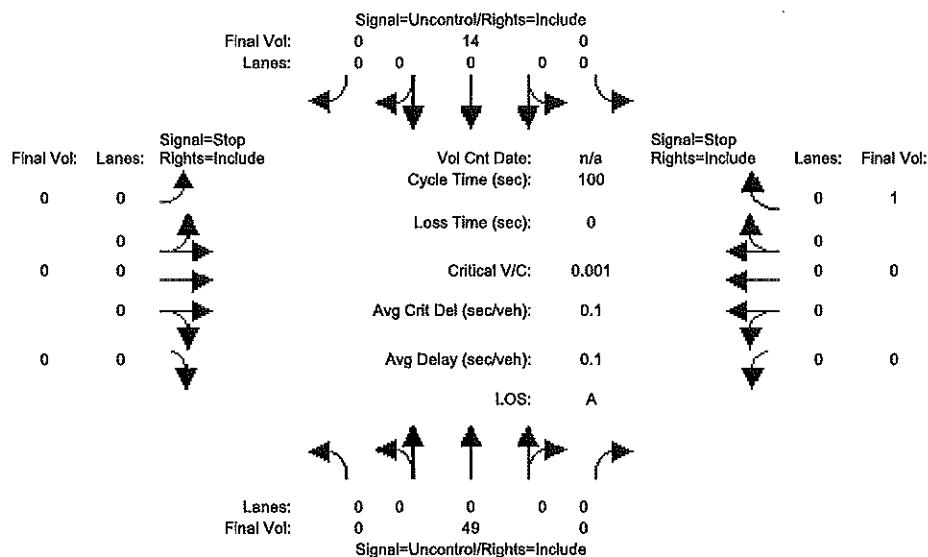 Signal=Uncontrol/Rights=Include
Final Vol: 0 14 0
Lanes: 0 0 0 0 0
Signal=Stop
Final Vol: Lanes: Rights=Include
Vol Cnt Date: n/a
Signal=Stop
Rights=Include Lanes: Final Vol:
Cycle Time (sec): 100
0 0
0 1
Loss Time (sec): 0
0
0
0 0
Critical V/C: 0.001
0 0
0
Avg Crit Del (sec/veh): 0.1
0
0 0
Avg Delay (sec/veh): 0.1
0 0
LOS: A
Lanes: 0 0 0 0 0
Final Vol: 0 49 0
Signal=Uncontrol/Rights=Include